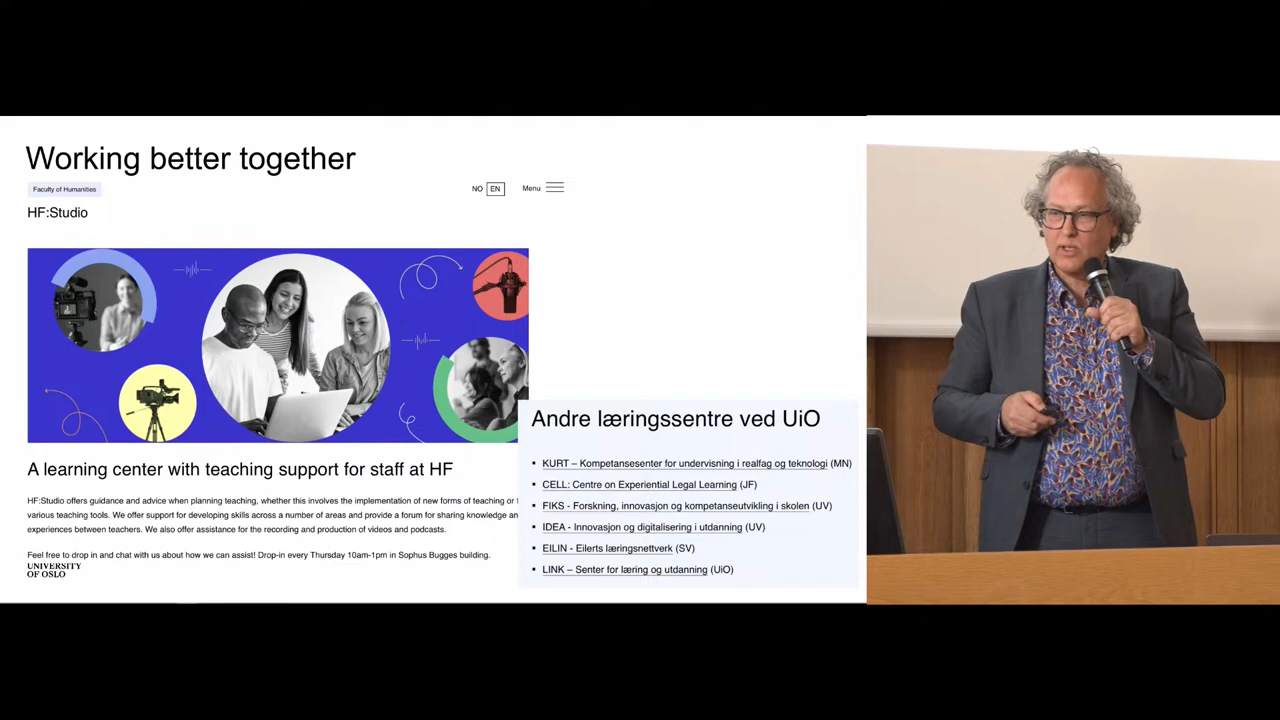 Working better together
Faculty of Humanities
NO EN Menu
HF:Studio
A learning center with teaching support for staff at HF
HF:Studio offers guidance and advice when planning teaching, whether this involves the implementation of new forms of teaching or
various teaching tools. We offer support for developing skills across a number of areas and provide a forum for sharing knowledge
experiences between teachers. We also offer assistance for the recording and production of videos and podcasts.
Feel free to drop in and chat with us about how we can assist! Drop-in every Thursday 10am-1pm in Sophus Bugges building.
UNIVERSITY
OF OSLO
Andre læringssentre ved UiO
▪ KURT – Kompetansesenter for undervisning i realfag og teknologi (MN)
▪ CELL: Centre on Experiential Legal Learning (JF)
▪ FIKS - Forskning, innovasjon og kompetanseutvikling i skolen (UV)
▪ IDEA - Innovasjon og digitalisering i utdanning (UV)
▪ EILIN - Eilerts læringsnettverk (SV)
▪ LINK – Senter for læring og utdanning (UiO)